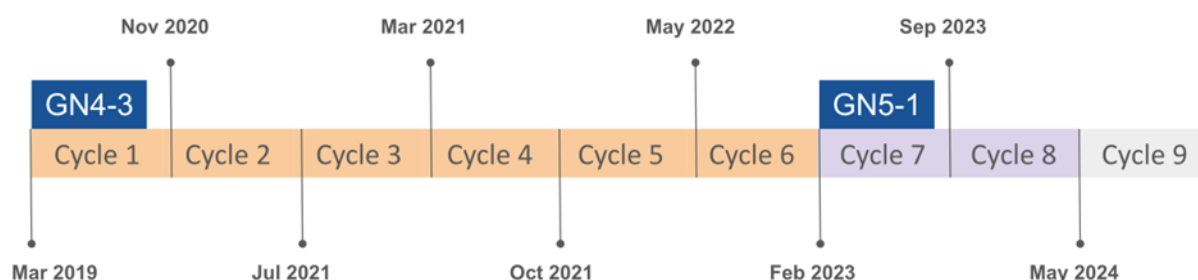 Nov 2020 Mar 2021 May 2022 Sep 2023
GN4-3 GN5-1
Cycle 1 Cycle 2 Cycle 3 Cycle 4 Cycle 5 Cycle 6 Cycle 7 Cycle 8 Cycle 9
Mar 2019 Jul 2021 Oct 2021 Feb 2023 May 2024